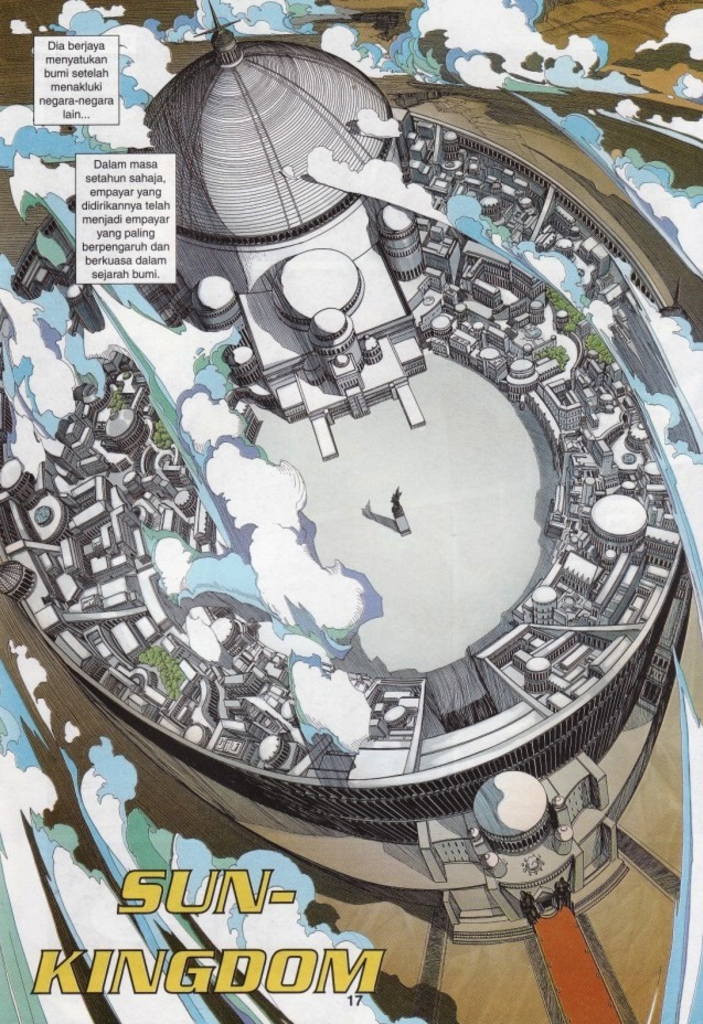 Dia berjaya
menyatukan
bumi setelah
menakluki
negara-negara
lain...
Dalam masa
setahun sahaja,
empayar yang
didirikannya telah
menjadi empayar
yang paling
berpengaruh dan
berkuasa dalam
sejarah bumi.
SUN-
KINGDOM
17